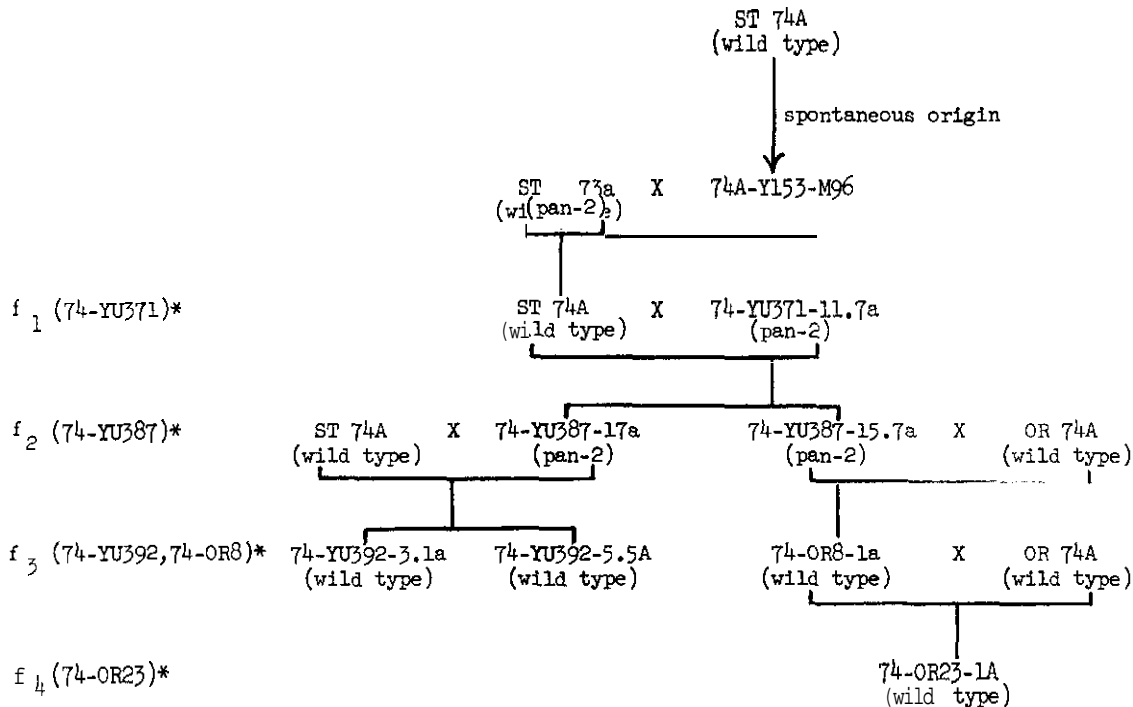 ST 74A
(wild type)
spontaneous origin
ST 73a X 74A-Y153-M96
(pan-2)
f 1 (74-YU371)* ST 74A X 74-YU371-11.7a
(wild type) (pan-2)
f 2 (74-YU387)* ST 74A X 74-YU387-17a 74-YU387-15.7a X OR 74A
(wild type) (pan-2) (pan-2) (wild type)
f 3 (74-YU392,74-OR8)* 74-YU392-3.1a 74-YU392-5.5A 74-OR8-1a X OR 74A
(wild type) (wild type) (wild type) (wild type)
f 4 (74-OR23)* 74-OR23-1A
(wild type)